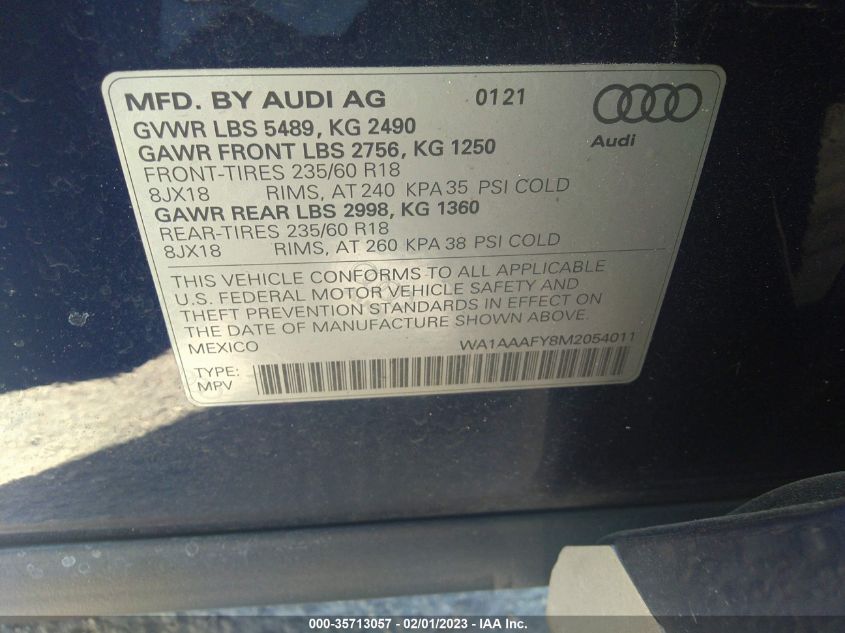 MFD. BY AUDI AG 0121
GVWR LBS 5489, KG 2490 Audi
GAWR FRONT LBS 2756, KG 1250
FRONT-TIRES 235/60 R18
8JX18 RIMS, AT 240 KPA 35 PSI COLD
GAWR REAR LBS 2998, KG 1360
REAR-TIRES 235/60 R18
8JX18 RIMS, AT 260 KPA 38 PSI COLD
THIS VEHICLE CONFORMS TO ALL APPLICABLE
U.S. FEDERAL MOTOR VEHICLE SAFETY AND
THEFT PREVENTION STANDARDS IN EFFECT ON
THE DATE OF MANUFACTURE SHOWN ABOVE.
MEXICO WA1AAAFY8M2054011
TYPE:
MPV
000-35713057 - 02/01/2023 - IAA Inc.